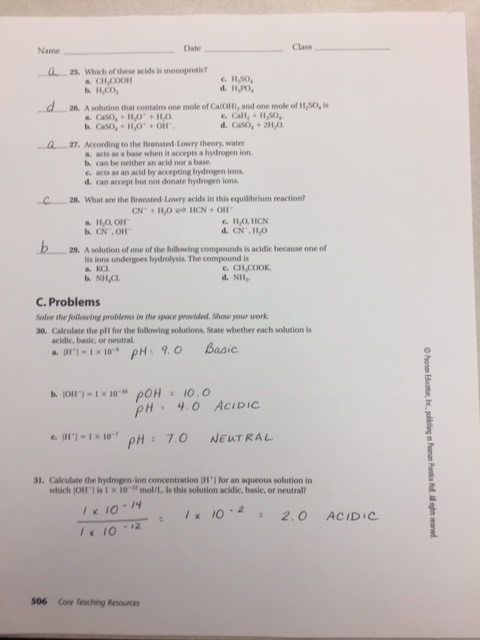 Name Date Class
a 25. Which of these acids is monoprotic?
a. CH₃COOH c. H₂SO₄
b. H₂CO₃ d. H₃PO₄
d 26. A solution that contains one mole of Ca(OH)₂ and one mole of H₂SO₄ is
a. CaSO₄ + H₃O⁺ + H₂O. c. CaH₂ + H₂SO₄.
b. CaSO₄ + H₃O⁺ + OH⁻. d. CaSO₄ + 2H₂O.
a 27. According to the Brønsted-Lowry theory, water
a. acts as a base when it accepts a hydrogen ion.
b. can be neither an acid nor a base.
c. acts as an acid by accepting hydrogen ions.
d. can accept but not donate hydrogen ions.
c 28. What are the Brønsted-Lowry acids in this equilibrium reaction?
CN⁻ + H₂O ⇌ HCN + OH⁻
a. H₂O, OH⁻ c. H₂O, HCN
b. CN⁻, OH⁻ d. CN⁻, H₂O
b 29. A solution of one of the following compounds is acidic because one of
its ions undergoes hydrolysis. The compound is
a. KCl. c. CH₃COOK.
b. NH₄Cl. d. NH₃.
C. Problems
Solve the following problems in the space provided. Show your work.
30. Calculate the pH for the following solutions. State whether each solution is
acidic, basic, or neutral.
a. [H⁺] = 1 × 10⁻⁹ pH = 9.0 Basic
b. [OH⁻] = 1 × 10⁻¹⁰ pOH = 10.0
pH = 4.0 ACIDIC
c. [H⁺] = 1 × 10⁻⁷ pH = 7.0 NEUTRAL
31. Calculate the hydrogen-ion concentration [H⁺] for an aqueous solution in
which [OH⁻] is 1 × 10⁻¹² mol/L. Is this solution acidic, basic, or neutral?
1 x 10 -14
= 1 x 10 -2 = 2.0 ACIDIC
1 x 10 -12
506 Core Teaching Resources
© Pearson Education, Inc., publishing as Pearson Prentice Hall. All rights reserved.